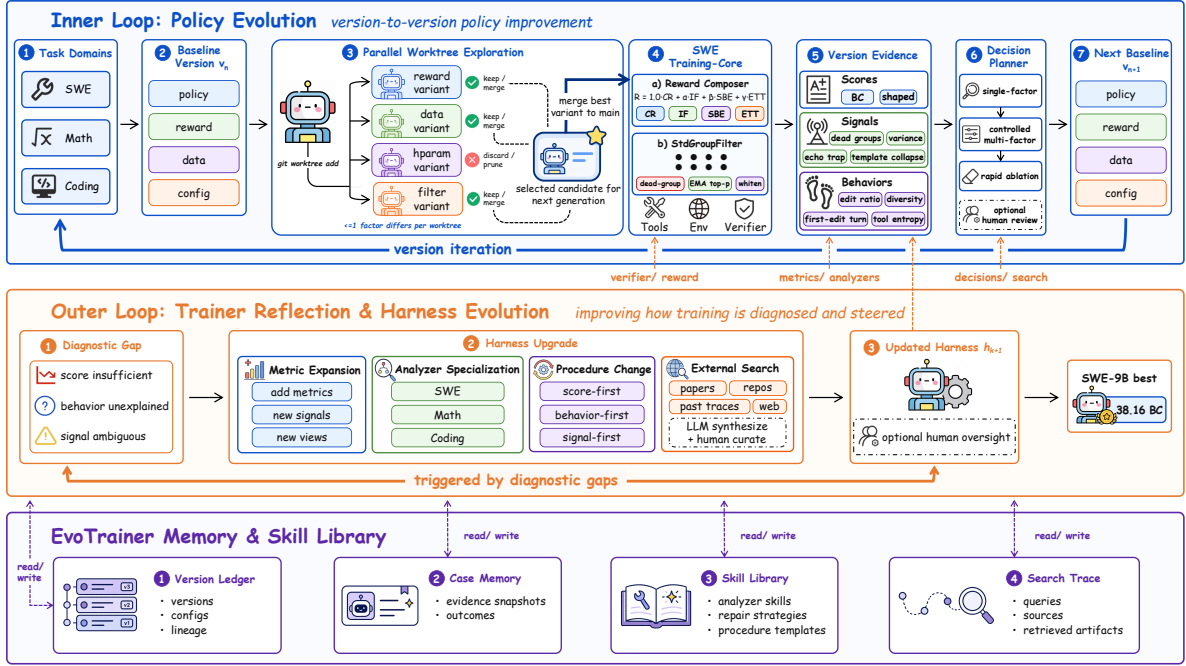 Inner Loop: Policy Evolution version-to-version policy improvement
1 Task Domains
SWE
√x Math
Coding
2 Baseline
Version vn
policy
reward
data
config
3 Parallel Worktree Exploration
git worktree add
reward
variant
keep /
merge
data
variant
keep /
merge
hparam
variant
discard /
prune
filter
variant
keep /
merge
<=1 factor differs per worktree
merge best
variant to main
selected candidate for
next generation
4 SWE
Training-Core
a) Reward Composer
R = 1.0·CR + α·IF + β·SBE + γ·ETT
CR IF SBE ETT
b) StdGroupFilter
dead-group EMA top-p whiten
Tools Env Verifier
5 Version Evidence
A+
Scores
BC shaped
Signals
dead groups variance
echo trap template collapse
Behaviors
edit ratio diversity
first-edit turn tool entropy
6 Decision
Planner
single-factor
controlled
multi-factor
rapid ablation
optional
human review
7 Next Baseline
vn+1
policy
reward
data
config
version iteration
verifier/ reward
metrics/ analyzers
decisions/ search
Outer Loop: Trainer Reflection & Harness Evolution improving how training is diagnosed and steered
1 Diagnostic Gap
score insufficient
? behavior unexplained
! signal ambiguous
2 Harness Upgrade
Metric Expansion
add metrics
new signals
new views
Analyzer Specialization
SWE
Math
Coding
Procedure Change
score-first
behavior-first
signal-first
External Search
papers repos
past traces web
LLM synthesize
+ human curate
3 Updated Harness hk+1
optional human oversight
SWE-9B best
38.16 BC
triggered by diagnostic gaps
EvoTrainer Memory & Skill Library
read/
write
read/ write
read/ write
read/ write
1 Version Ledger
v3
v2
v1
• versions
• configs
• lineage
2 Case Memory
• evidence snapshots
• outcomes
3 Skill Library
• analyzer skills
• repair strategies
• procedure templates
4 Search Trace
• queries
• sources
• retrieved artifacts